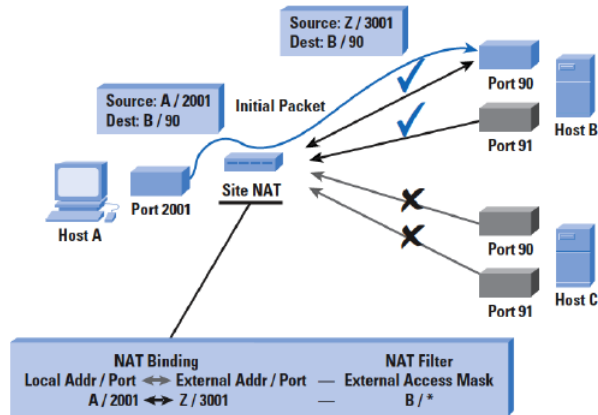 Source: Z / 3001
Dest: B / 90
Source: A / 2001
Dest: B / 90
Initial Packet
Port 90
Port 91
Host B
Site NAT
Port 2001
Host A
Port 90
Port 91
Host C
NAT Binding NAT Filter
Local Addr / Port External Addr / Port — External Access Mask
A / 2001 Z / 3001 — B / *